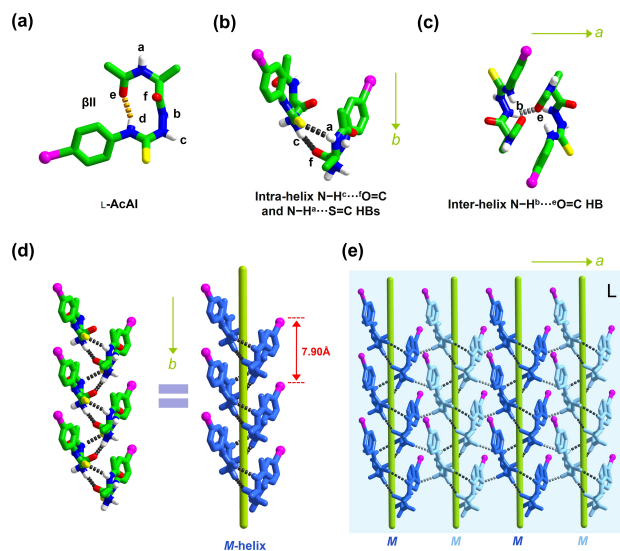 (a)
a
e
f
βII
d
b
c
L-AcAI
(b)
a
c
f
b
Intra-helix N−Hᶜ⋯ᶠO=C
and N−Hᵃ⋯S=C HBs
(c)
a
b
e
Inter-helix N−Hᵇ⋯ᵉO=C HB
(d)
b
7.90Å
M-helix
(e)
a
L
M M M M